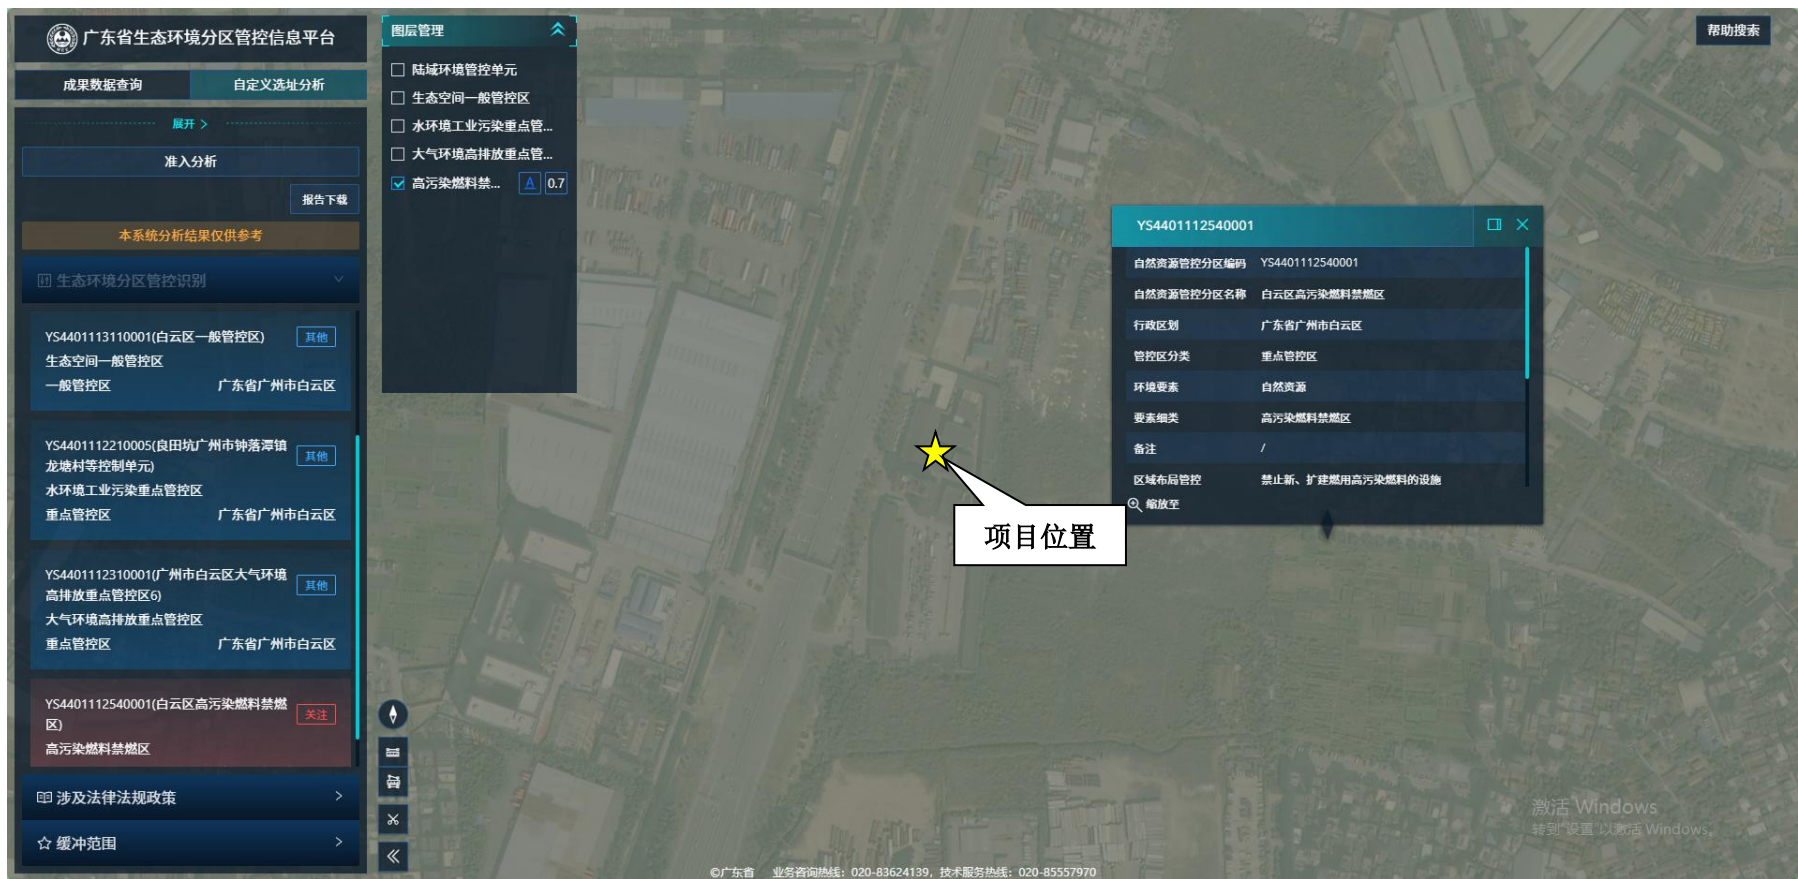 广东省生态环境分区管控信息平台
成果数据查询
自定义选址分析
展开 >
准入分析
报告下载
本系统分析结果仅供参考
生态环境分区管控识别
YS4401113110001(白云区一般管控区)
其他
生态空间一般管控区
一般管控区
广东省广州市白云区
YS4401112210005(良田坑广州市钟落潭镇
龙塘村等控制单元)
其他
水环境工业污染重点管控区
重点管控区
广东省广州市白云区
YS4401112310001(广州市白云区大气环境
高排放重点管控区6)
其他
大气环境高排放重点管控区
重点管控区
广东省广州市白云区
YS4401112540001(白云区高污染燃料禁燃
区)
关注
高污染燃料禁燃区
涉及法律法规政策
缓冲范围
图层管理
陆域环境管控单元
生态空间一般管控区
水环境工业污染重点管...
大气环境高排放重点管...
高污染燃料禁...
A
0.7
帮助搜索
YS4401112540001
自然资源管控分区编码 YS4401112540001
自然资源管控分区名称 白云区高污染燃料禁燃区
行政区划 广东省广州市白云区
管控区分类 重点管控区
环境要素 自然资源
要素细类 高污染燃料禁燃区
备注 /
区域布局管控 禁止新、扩建燃用高污染燃料的设施
缩放至
项目位置
激活 Windows
转到"设置"以激活 Windows。
©广东省 业务咨询热线：020-83624139，技术服务热线：020-85557970